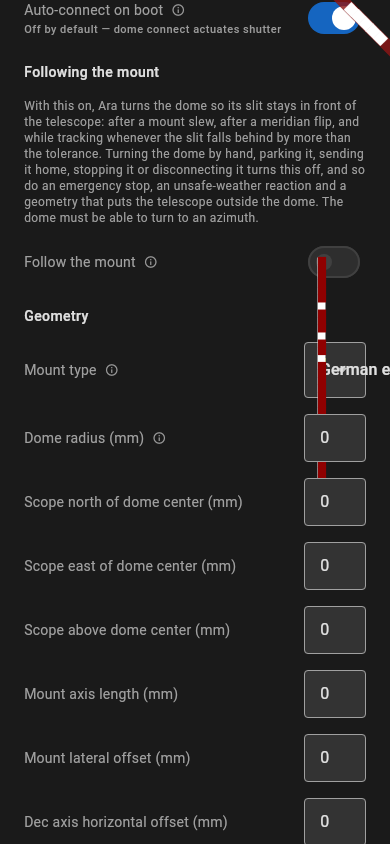 Auto-connect on boot
Off by default — dome connect actuates shutter
Following the mount
With this on, Ara turns the dome so its slit stays in front of
the telescope: after a mount slew, after a meridian flip, and
while tracking whenever the slit falls behind by more than
the tolerance. Turning the dome by hand, parking it, sending
it home, stopping it or disconnecting it turns this off, and so
do an emergency stop, an unsafe-weather reaction and a
geometry that puts the telescope outside the dome. The
dome must be able to turn to an azimuth.
Follow the mount
Geometry
Mount type
German e
Dome radius (mm)
0
Scope north of dome center (mm)
0
Scope east of dome center (mm)
0
Scope above dome center (mm)
0
Mount axis length (mm)
0
Mount lateral offset (mm)
0
Dec axis horizontal offset (mm)
0